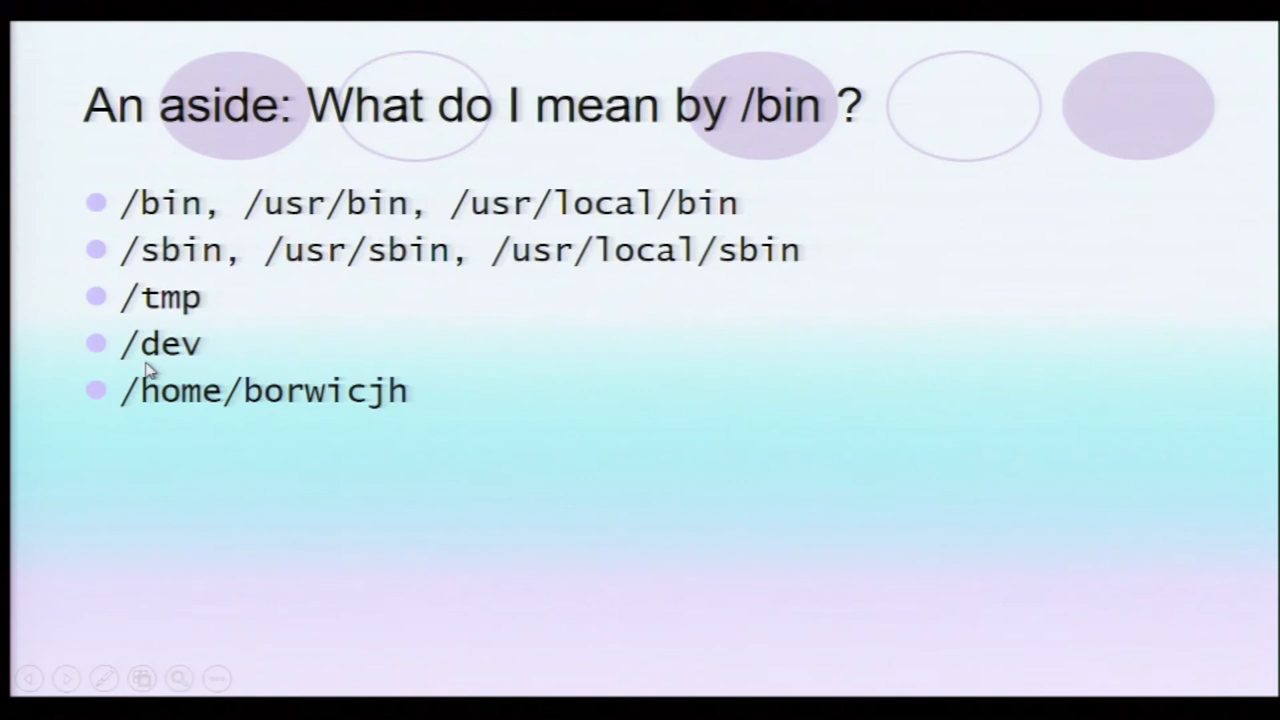 An aside: What do I mean by /bin ?
/bin, /usr/bin, /usr/local/bin
/sbin, /usr/sbin, /usr/local/sbin
/tmp
/dev
/home/borwicjh